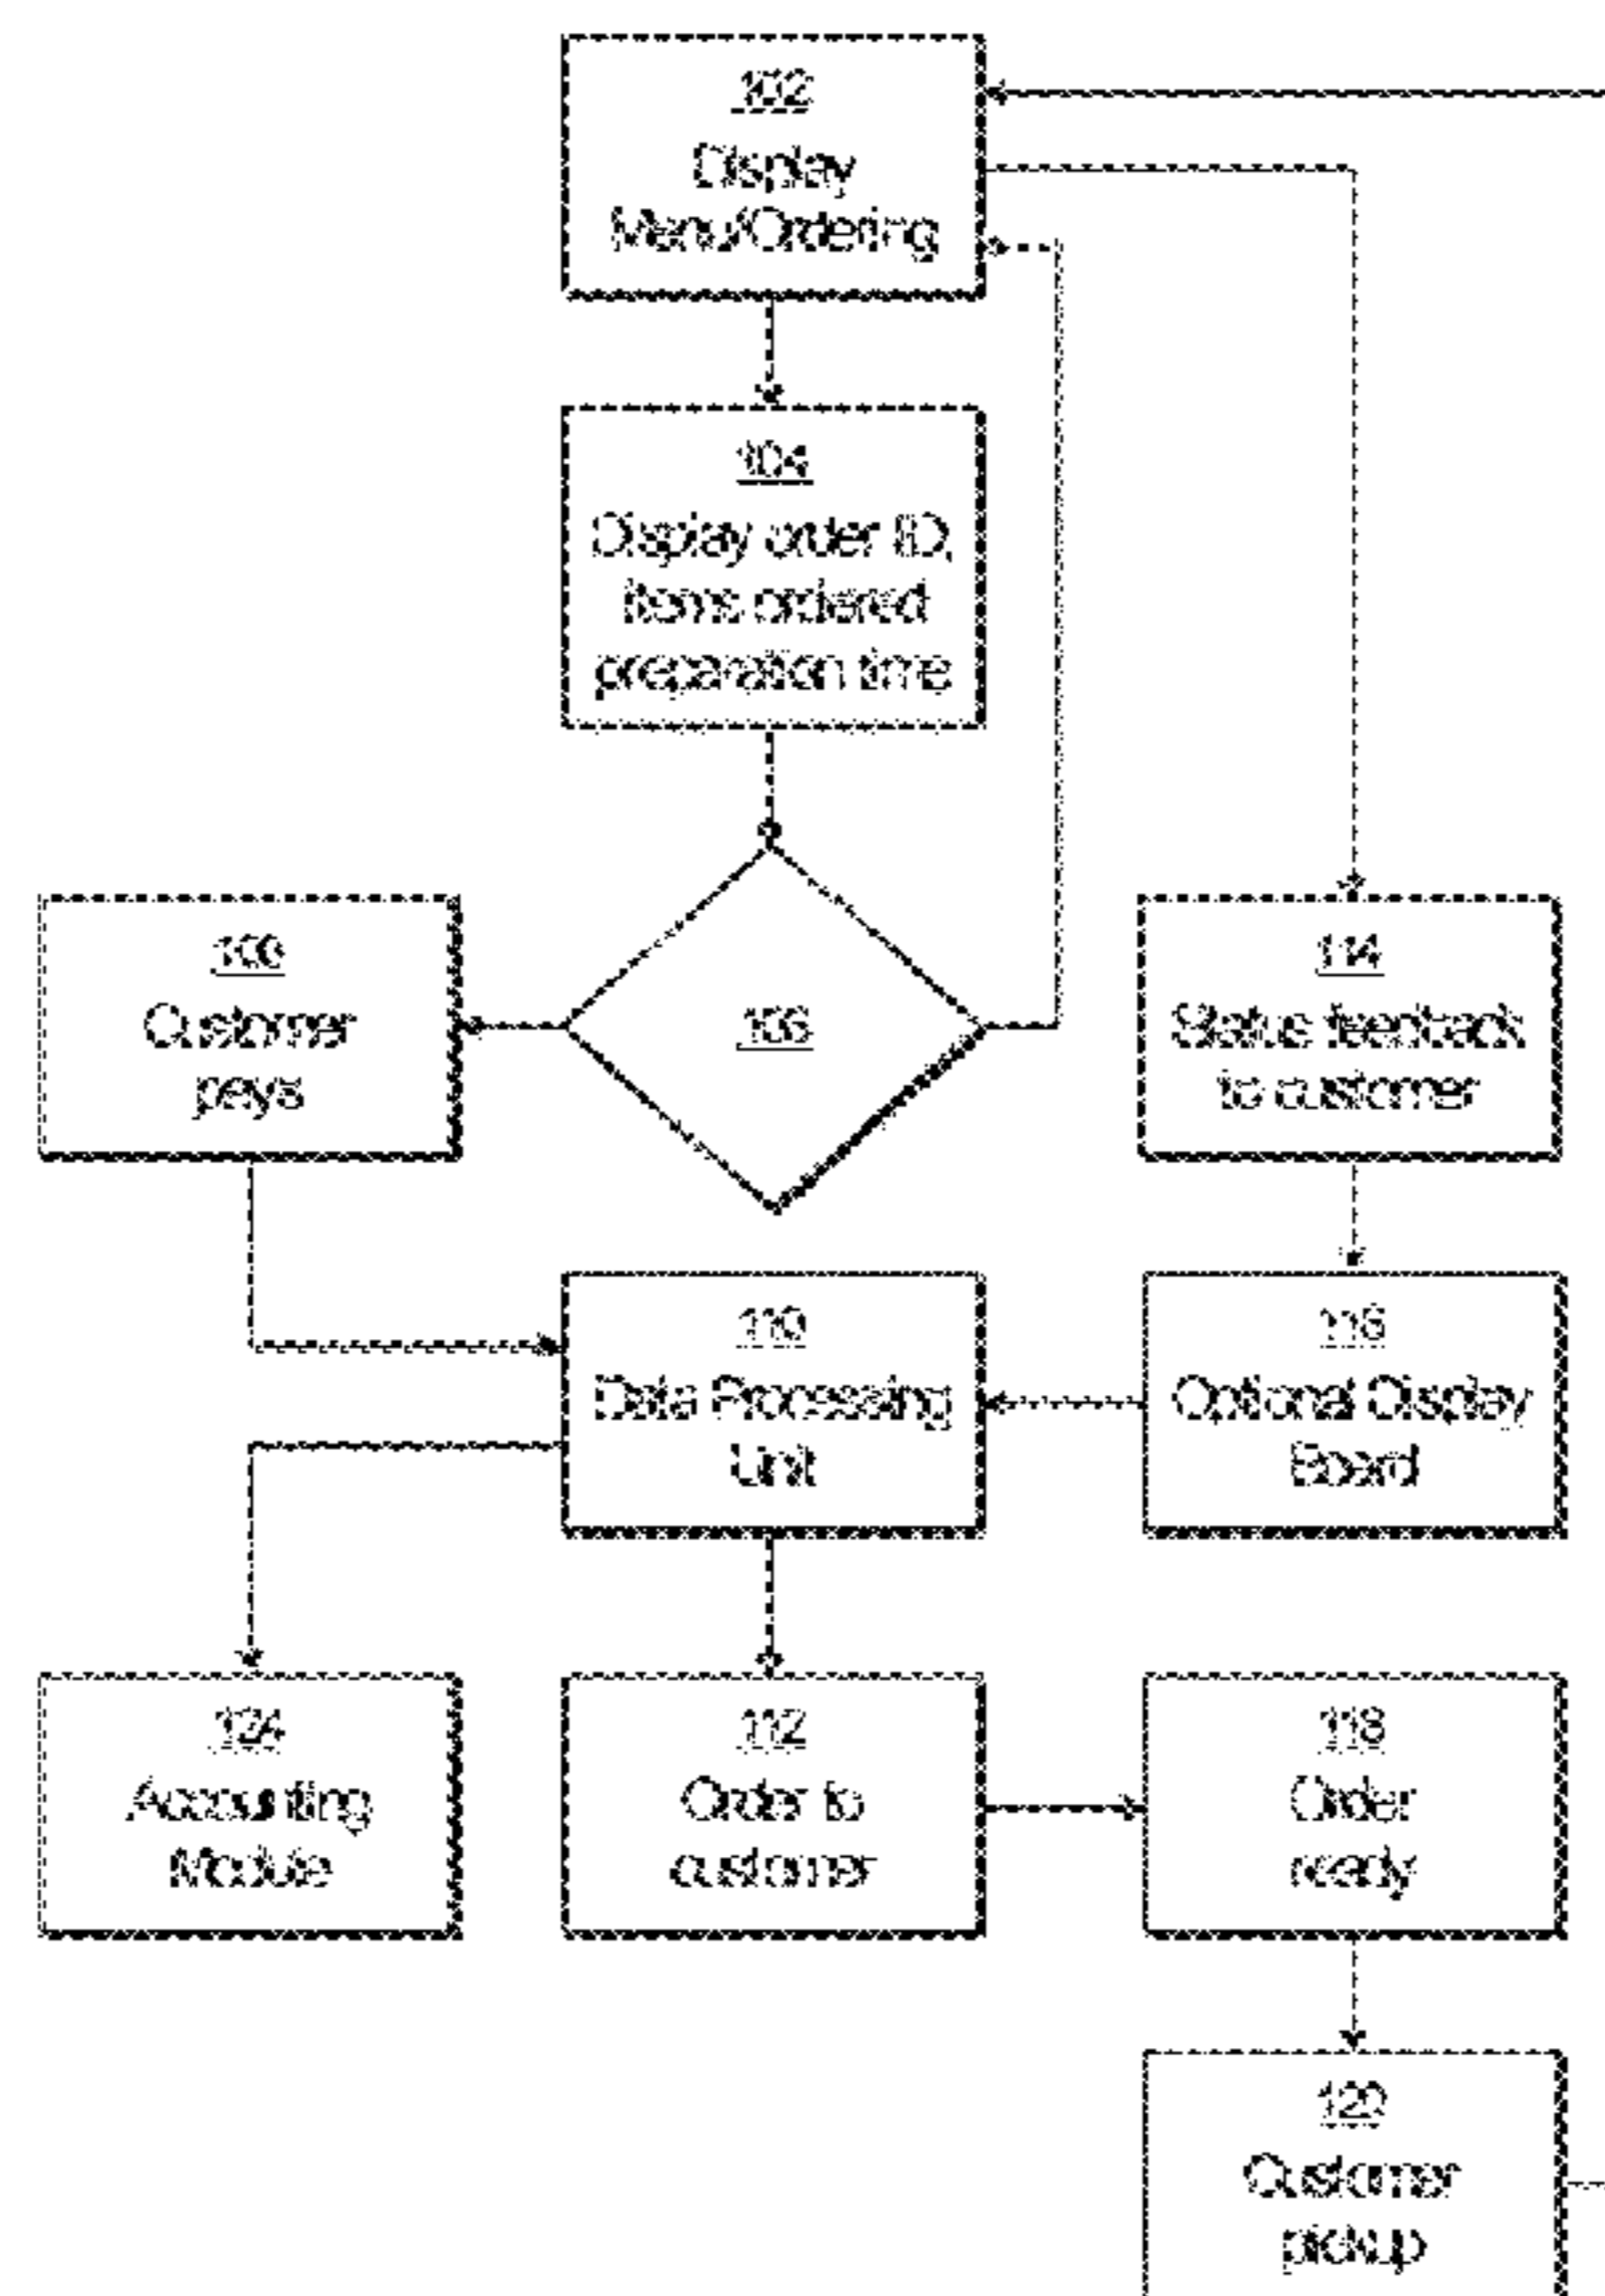 102
Display
Menu/Ordering
104
Display order ID,
items ordered
preparation time
106
Customer
pays
114
Status feedback
to customer
110
Data Processing
Unit
116
Optional Display
Board
124
Accounting
Module
112
Order to
customer
118
Order
ready
120
Customer
pickup